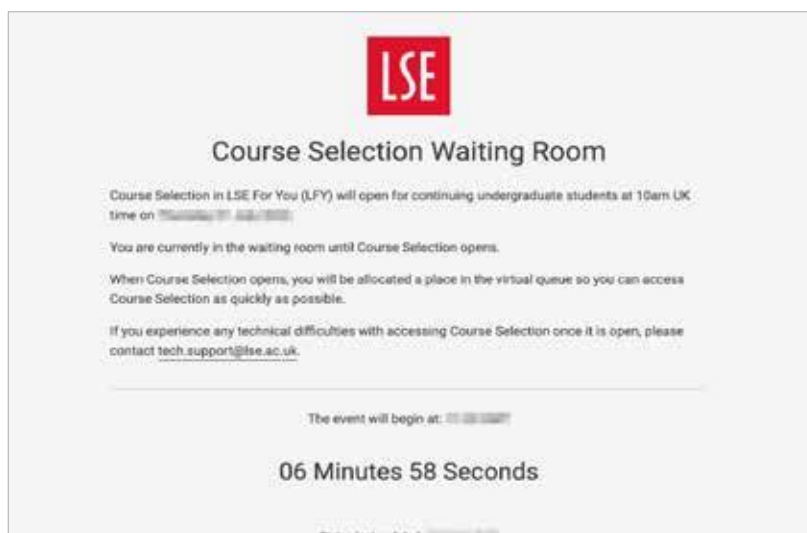 LSE
Course Selection Waiting Room
Course Selection in LSE For You (LFY) will open for continuing undergraduate students at 10am UK
time on
You are currently in the waiting room until Course Selection opens.
When Course Selection opens, you will be allocated a place in the virtual queue so you can access
Course Selection as quickly as possible.
If you experience any technical difficulties with accessing Course Selection once it is open, please
contact tech.support@lse.ac.uk.
The event will begin at:
06 Minutes 58 Seconds